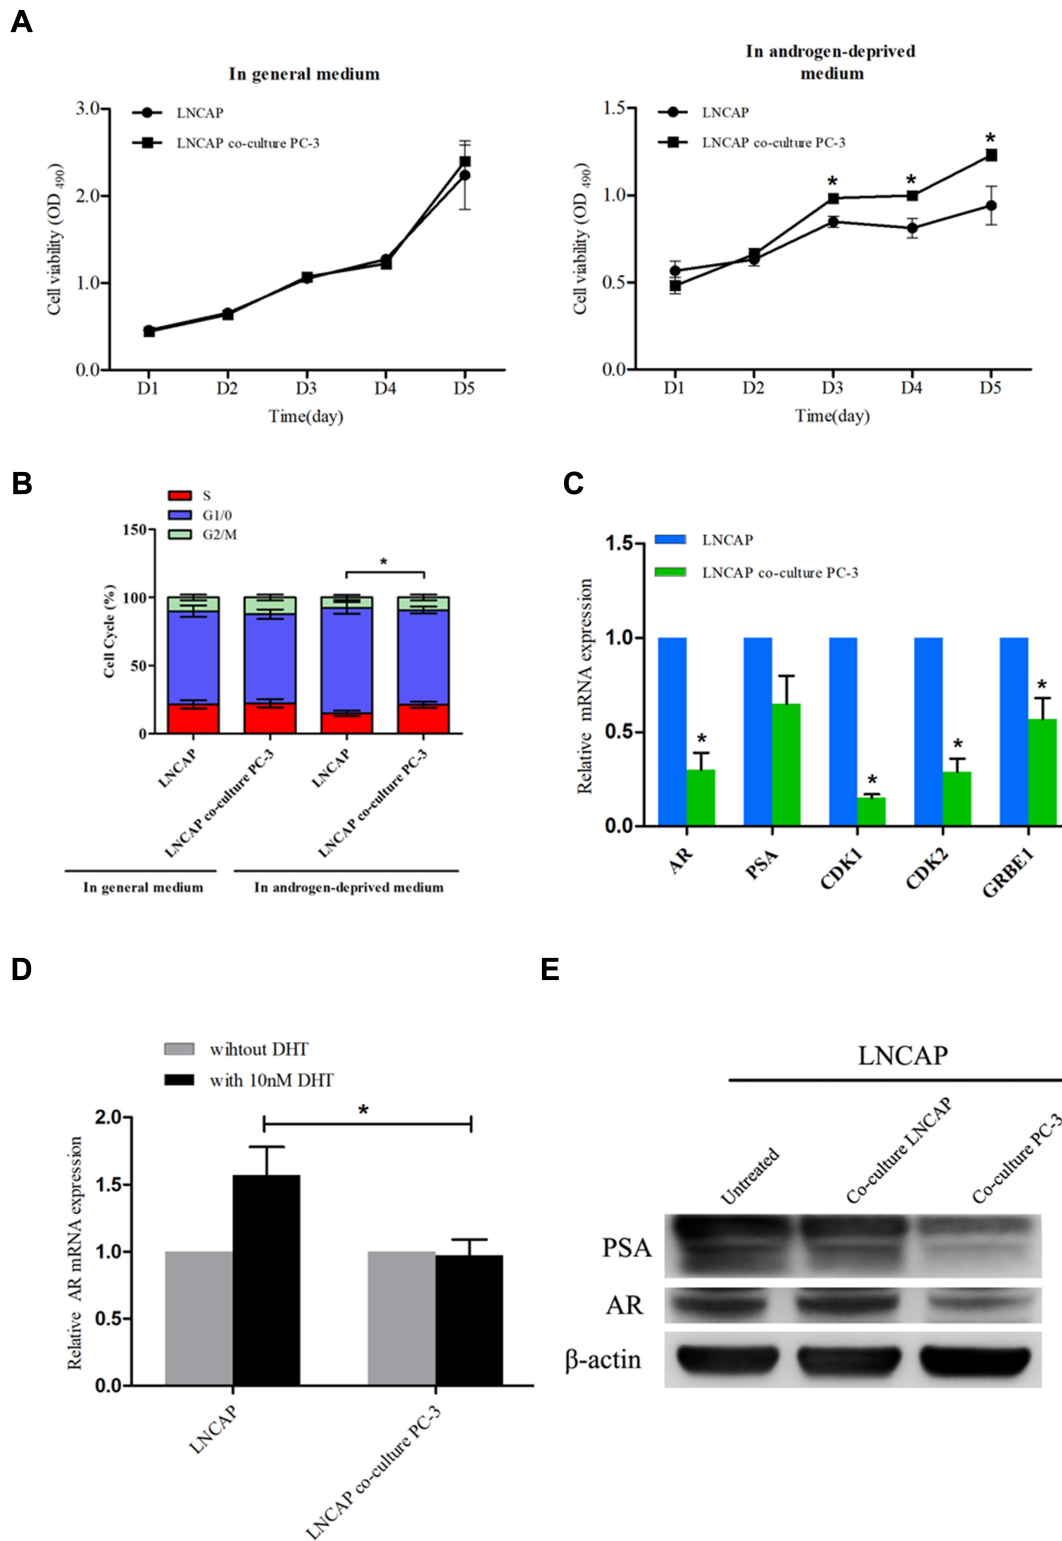 A
In general medium
3.0
2.0
1.0
0.0
Cell viability (OD 490)
LNCAP
LNCAP co-culture PC-3
D1 D2 D3 D4 D5
Time(day)
In androgen-deprived
medium
1.5
1.0
0.5
0.0
Cell viability (OD 490)
LNCAP
LNCAP co-culture PC-3
* * *
D1 D2 D3 D4 D5
Time(day)
B
S
G1/0
G2/M
150
100
50
0
Cell Cycle (%)
*
LNCAP
LNCAP co-culture PC-3
LNCAP
LNCAP co-culture PC-3
In general medium
In androgen-deprived medium
C
1.5
1.0
0.5
0.0
Relative mRNA expression
LNCAP
LNCAP co-culture PC-3
* * * *
AR PSA CDK1 CDK2 GRBE1
D
wihtout DHT
with 10nM DHT
2.0
1.5
1.0
0.5
0.0
Relative AR mRNA expression
*
LNCAP
LNCAP co-culture PC-3
E
LNCAP
Untreated
Co-culture LNCAP
Co-culture PC-3
PSA
AR
β-actin